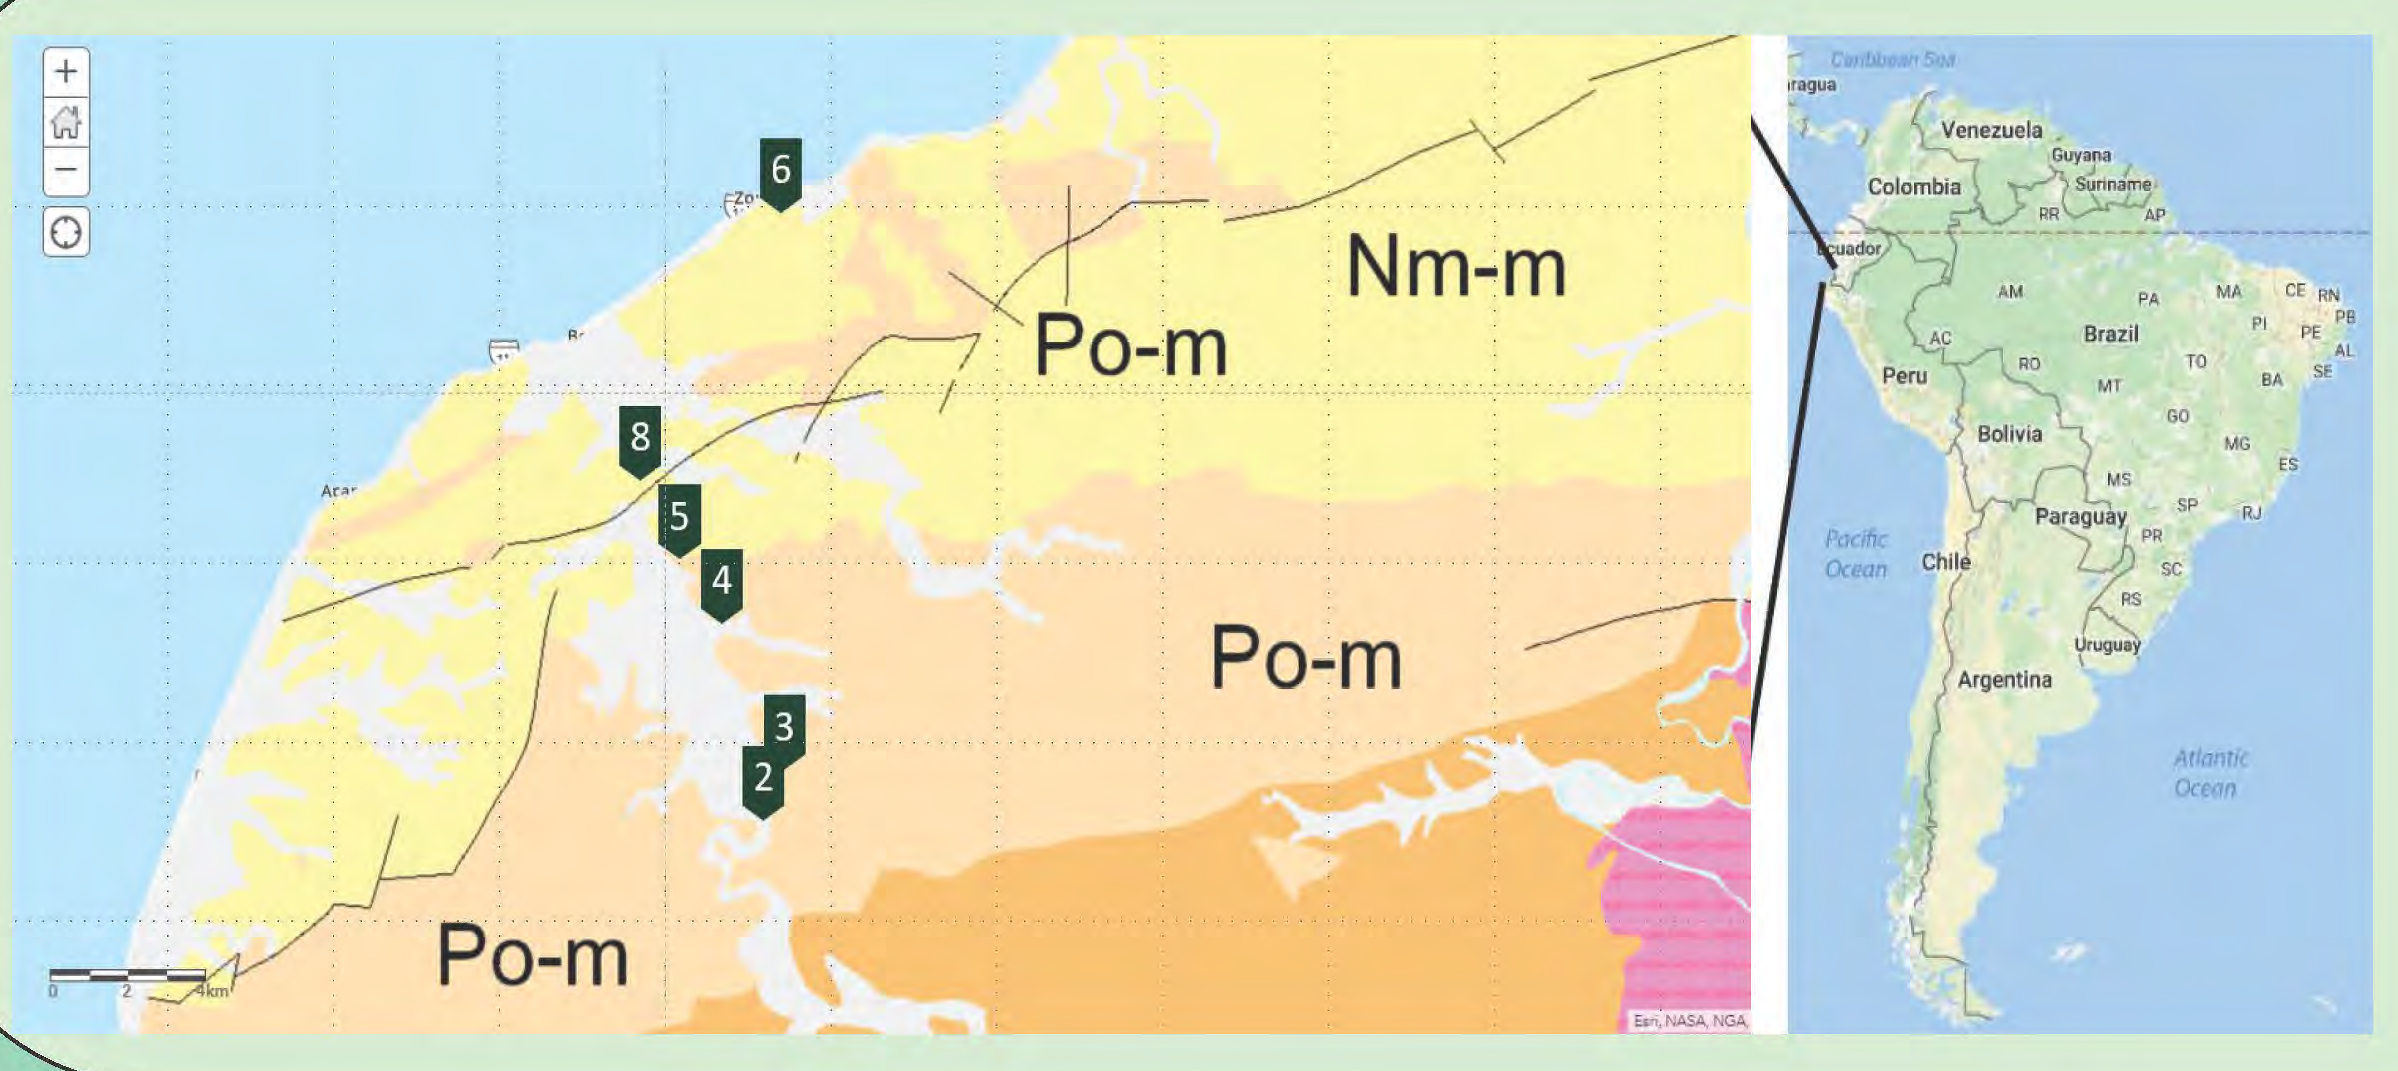 +
−
6
Zo
Nm-m
Po-m
B
8
5
Acar
4
Po-m
3
2
Po-m
0 2 4km
Esri, NASA, NGA,
Caribbean Sea
ragua
Venezuela
Guyana
Colombia
Suriname
RR
AP
Ecuador
AM
PA
MA
CE
RN
PB
PI
PE
AC
Brazil
AL
RO
TO
SE
Peru
MT
BA
GO
Bolivia
MG
ES
MS
SP
RJ
Paraguay
PR
Pacific
Ocean
Chile
SC
RS
Uruguay
Argentina
Atlantic
Ocean